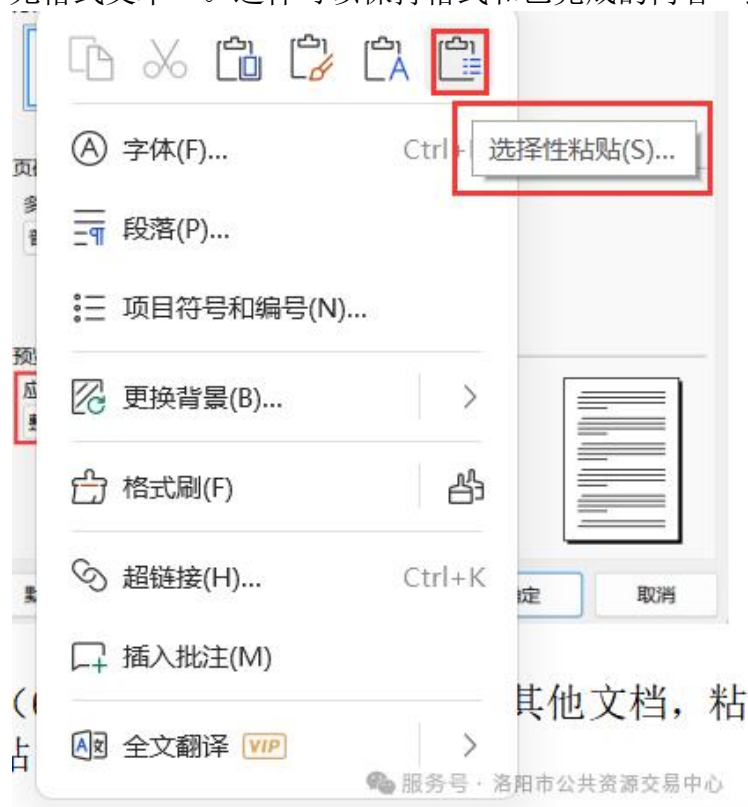 选择性粘贴(S)...
字体(F)...
Ctrl+
段落(P)...
项目符号和编号(N)...
更换背景(B)...
格式刷(F)
超链接(H)... Ctrl+K
取消
插入批注(M)
其他文档，粘
全文翻译 VIP
服务号 · 洛阳市公共资源交易中心